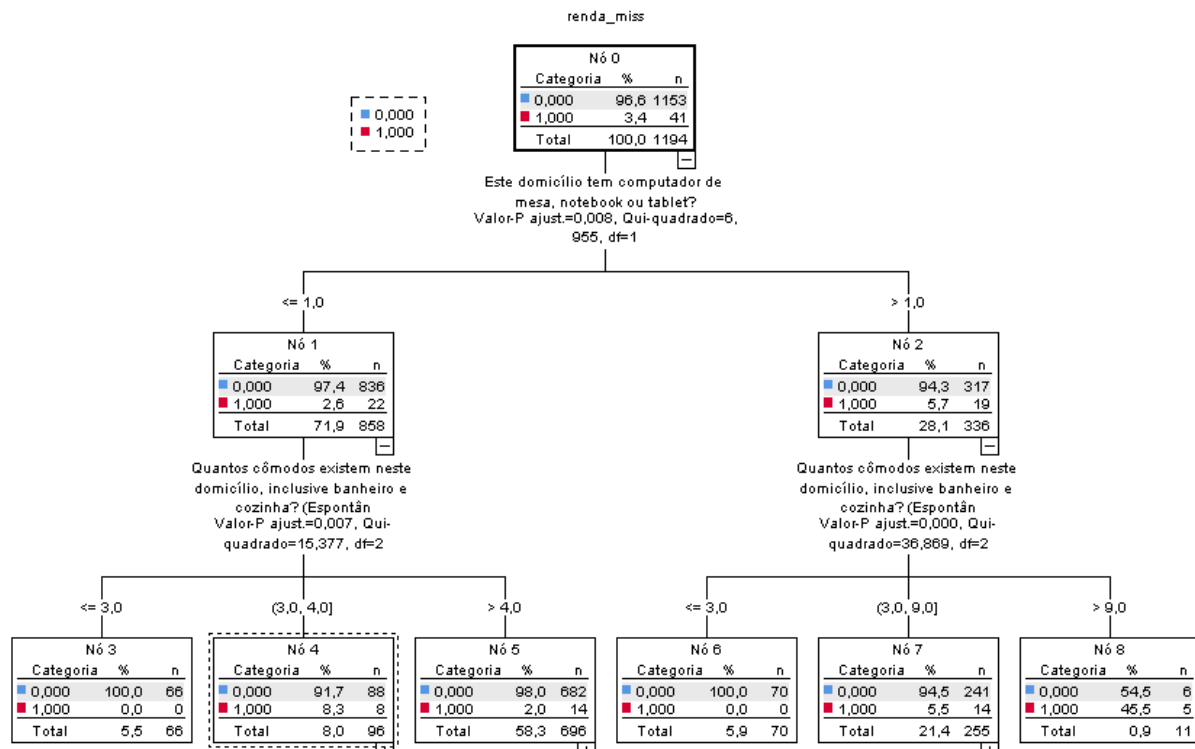 renda_miss
Nó 0
Categoria % n
0,000 96,6 1153
1,000 3,4 41
Total 100,0 1194
0,000
1,000
Este domicílio tem computador de
mesa, notebook ou tablet?
Valor-P ajust.=0,008, Qui-quadrado=6,
955, df=1
<= 1,0
> 1,0
Nó 1
Categoria % n
0,000 97,4 836
1,000 2,6 22
Total 71,9 858
Nó 2
Categoria % n
0,000 94,3 317
1,000 5,7 19
Total 28,1 336
Quantos cômodos existem neste
domicílio, inclusive banheiro e
cozinha? (Espontân
Valor-P ajust.=0,007, Qui-
quadrado=15,377, df=2
Quantos cômodos existem neste
domicílio, inclusive banheiro e
cozinha? (Espontân
Valor-P ajust.=0,000, Qui-
quadrado=36,869, df=2
<= 3,0
(3,0, 4,0]
> 4,0
<= 3,0
(3,0, 9,0]
> 9,0
Nó 3
Categoria % n
0,000 100,0 66
1,000 0,0 0
Total 5,5 66
Nó 4
Categoria % n
0,000 91,7 88
1,000 8,3 8
Total 8,0 96
Nó 5
Categoria % n
0,000 98,0 682
1,000 2,0 14
Total 58,3 696
Nó 6
Categoria % n
0,000 100,0 70
1,000 0,0 0
Total 5,9 70
Nó 7
Categoria % n
0,000 94,5 241
1,000 5,5 14
Total 21,4 255
Nó 8
Categoria % n
0,000 54,5 6
1,000 45,5 5
Total 0,9 11